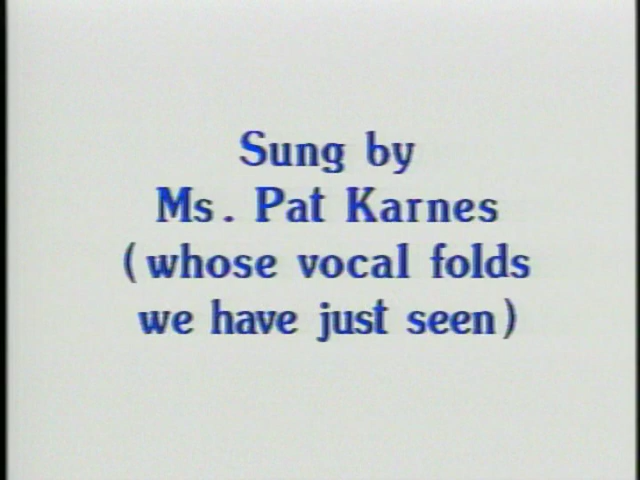 Sung by
Ms. Pat Karnes
(whose vocal folds
we have just seen)